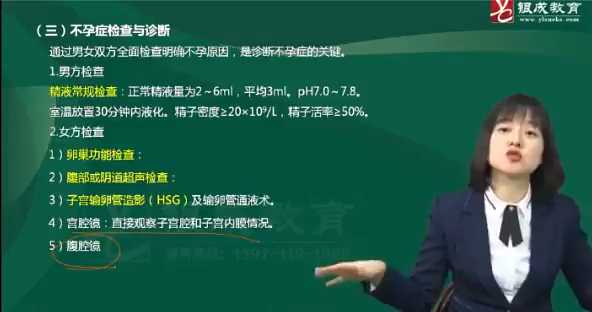 银成教育
www.yixueks.com
（三）不孕症检查与诊断
通过男女双方全面检查明确不孕原因，是诊断不孕症的关键。
1.男方检查
精液常规检查：正常精液量为2～6ml，平均3ml。pH7.0～7.8。
室温放置30分钟内液化。精子密度≥20×10⁹/L，精子活率≥50%。
2.女方检查
1）卵巢功能检查：
2）腹部或阴道超声检查：
3）子宫输卵管造影（HSG）及输卵管通液术。
4）宫腔镜：直接观察子宫腔和子宫内膜情况。
5）腹腔镜
教育